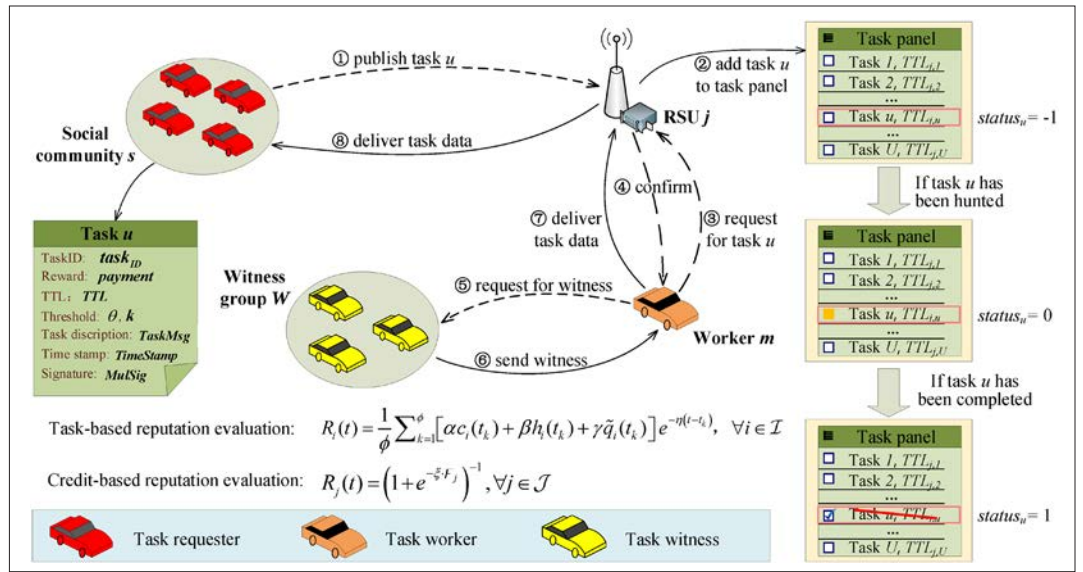 ① publish task u
② add task u
to task panel
RSU j
Social
community s
⑧ deliver task data
④ confirm
⑦ deliver
task data
③ request
for task u
Task u
TaskID: task_ID
Reward: payment
TTL: TTL
Threshold: θ, k
Task discription: TaskMsg
Time stamp: TimeStamp
Signature: MulSig
Witness
group W
⑤ request for witness
⑥ send witness
Worker m
Task panel
Task 1, TTL_{j,1}
Task 2, TTL_{j,2}
...
Task u, TTL_{j,u}
...
Task U, TTL_{j,U}
status_u= -1
If task u has
been hunted
Task panel
Task 1, TTL_{j,1}
Task 2, TTL_{j,2}
...
Task u, TTL_{j,u}
...
Task U, TTL_{j,U}
status_u= 0
If task u has
been completed
Task panel
Task 1, TTL_{j,1}
Task 2, TTL_{j,2}
...
Task u, TTL_{j,u}
...
Task U, TTL_{j,U}
status_u= 1
Task-based reputation evaluation: R_i(t) = \frac{1}{ϕ} ∑_{k=1}^{ϕ} [αc_i(t_k) + βh_i(t_k) + γ\tilde{q}_i(t_k)] e^{-η(t-t_k)}, ∀i ∈ ℐ
Credit-based reputation evaluation: R_j(t) = (1 + e^{-ξ·F_j})^{-1}, ∀j ∈ 𝒥
Task requester
Task worker
Task witness